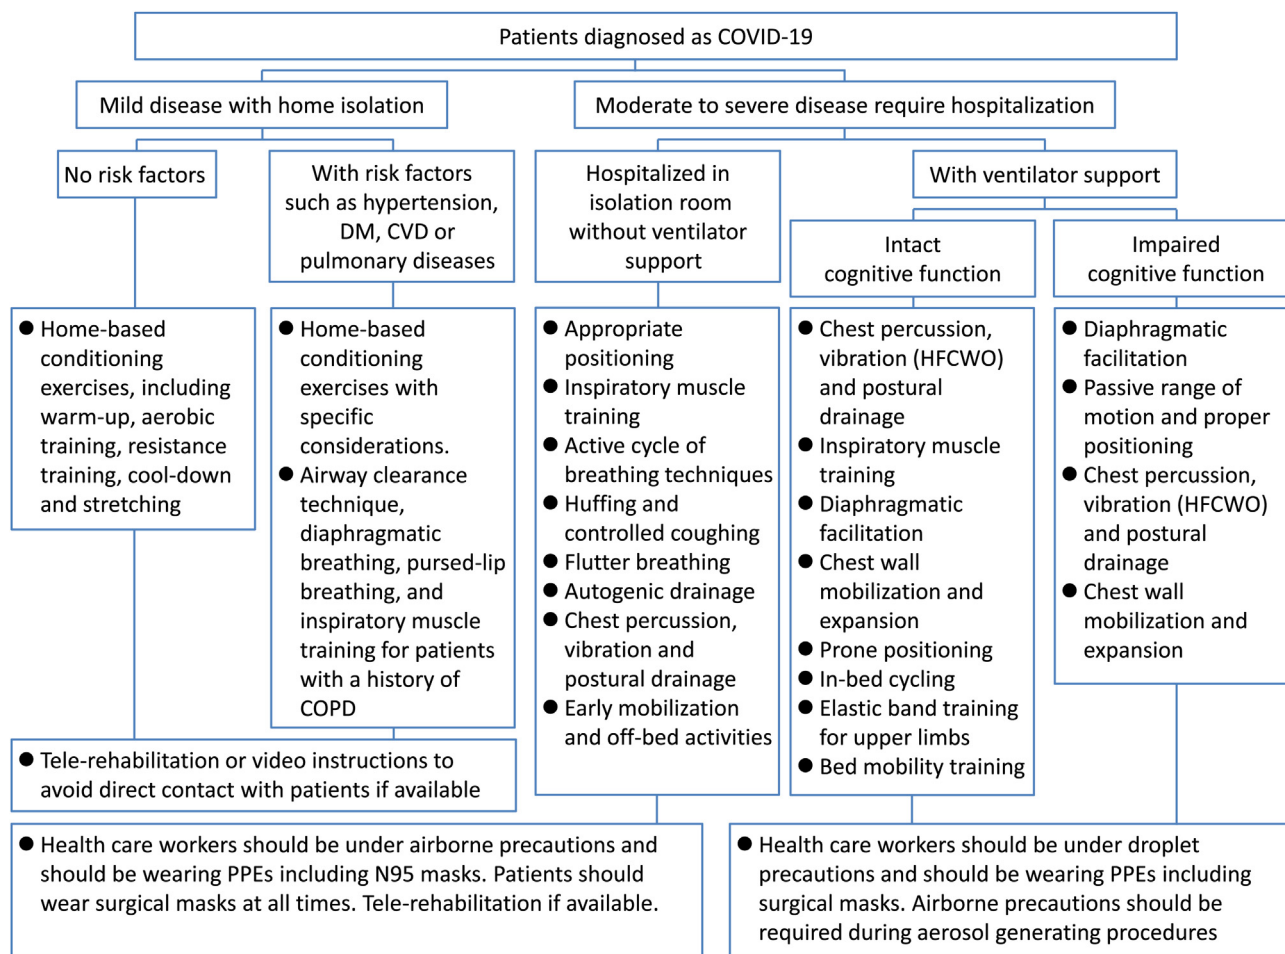 Patients diagnosed as COVID-19
Mild disease with home isolation
Moderate to severe disease require hospitalization
No risk factors
With risk factors
such as hypertension,
DM, CVD or
pulmonary diseases
Hospitalized in
isolation room
without ventilator
support
With ventilator support
Intact
cognitive function
Impaired
cognitive function
● Home-based
conditioning
exercises, including
warm-up, aerobic
training, resistance
training, cool-down
and stretching
● Home-based
conditioning
exercises with
specific
considerations.
● Airway clearance
technique,
diaphragmatic
breathing, pursed-lip
breathing, and
inspiratory muscle
training for patients
with a history of
COPD
● Appropriate
positioning
● Inspiratory muscle
training
● Active cycle of
breathing techniques
● Huffing and
controlled coughing
● Flutter breathing
● Autogenic drainage
● Chest percussion,
vibration and
postural drainage
● Early mobilization
and off-bed activities
● Chest percussion,
vibration (HFCWO)
and postural
drainage
● Inspiratory muscle
training
● Diaphragmatic
facilitation
● Chest wall
mobilization and
expansion
● Prone positioning
● In-bed cycling
● Elastic band training
for upper limbs
● Bed mobility training
● Diaphragmatic
facilitation
● Passive range of
motion and proper
positioning
● Chest percussion,
vibration (HFCWO)
and postural
drainage
● Chest wall
mobilization and
expansion
● Tele-rehabilitation or video instructions to
avoid direct contact with patients if available
● Health care workers should be under airborne precautions and
should be wearing PPEs including N95 masks. Patients should
wear surgical masks at all times. Tele-rehabilitation if available.
● Health care workers should be under droplet
precautions and should be wearing PPEs including
surgical masks. Airborne precautions should be
required during aerosol generating procedures